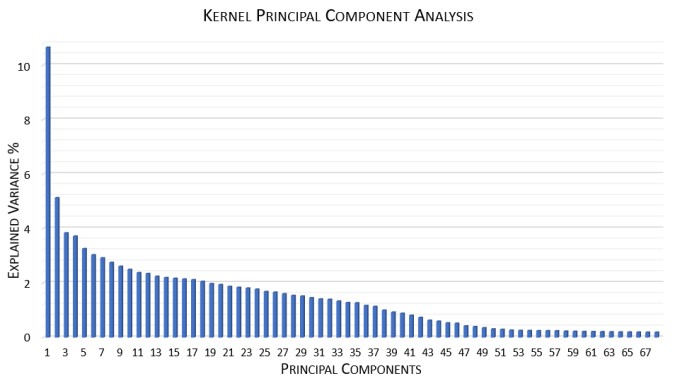 KERNEL PRINCIPAL COMPONENT ANALYSIS
EXPLAINED VARIANCE %
10
8
6
4
2
0
1 3 5 7 9 11 13 15 17 19 21 23 25 27 29 31 33 35 37 39 41 43 45 47 49 51 53 55 57 59 61 63 65 67
PRINCIPAL COMPONENTS